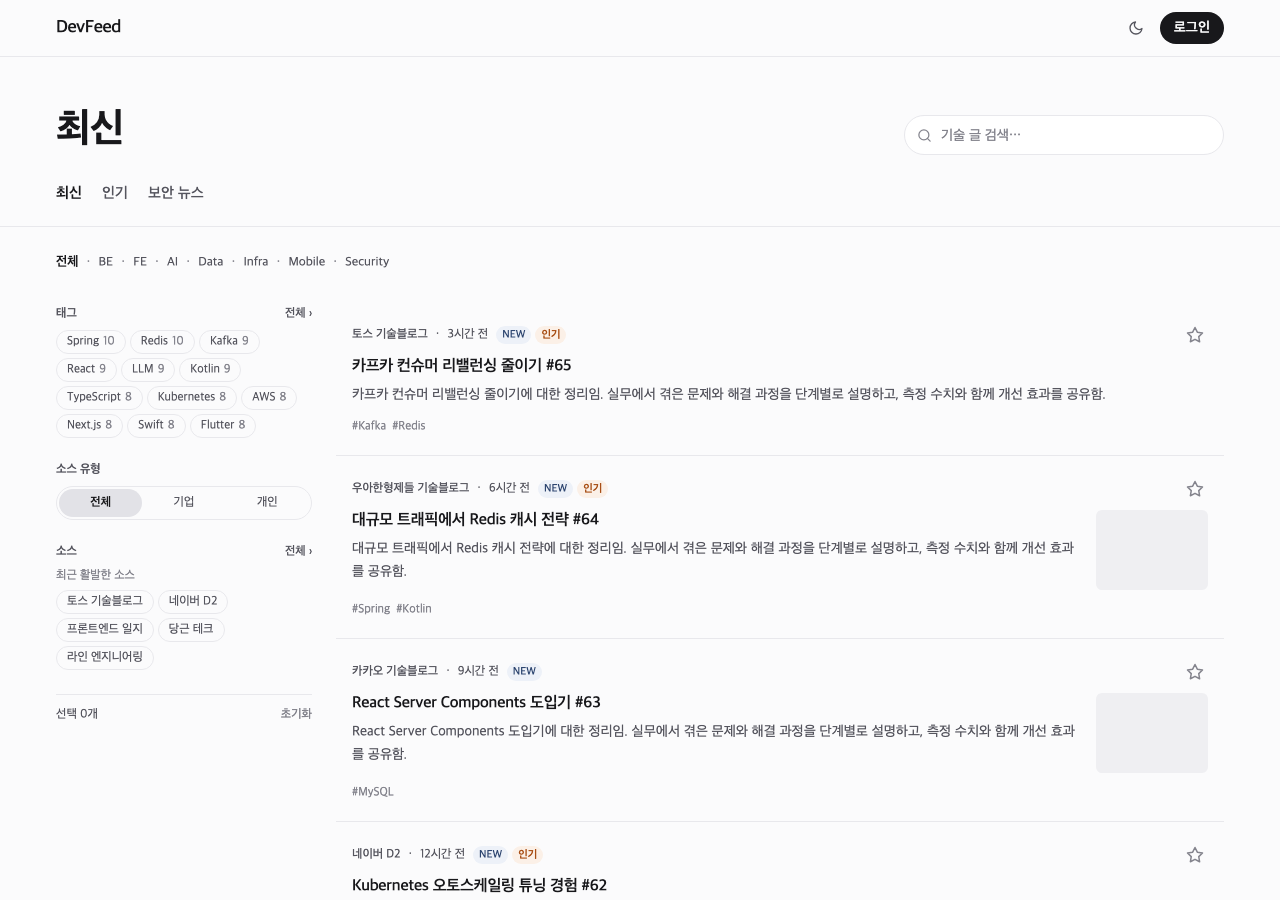 DevFeed
로그인
최신
기술 글 검색…
최신 인기 보안 뉴스
전체 · BE · FE · AI · Data · Infra · Mobile · Security
태그 전체 ›
Spring 10 Redis 10 Kafka 9
React 9 LLM 9 Kotlin 9
TypeScript 8 Kubernetes 8 AWS 8
Next.js 8 Swift 8 Flutter 8
소스 유형
전체 기업 개인
소스 전체 ›
최근 활발한 소스
토스 기술블로그 네이버 D2
프론트엔드 일지 당근 테크
라인 엔지니어링
선택 0개 초기화
토스 기술블로그 · 3시간 전 NEW 인기
카프카 컨슈머 리밸런싱 줄이기 #65
카프카 컨슈머 리밸런싱 줄이기에 대한 정리임. 실무에서 겪은 문제와 해결 과정을 단계별로 설명하고, 측정 수치와 함께 개선 효과를 공유함.
#Kafka #Redis
우아한형제들 기술블로그 · 6시간 전 NEW 인기
대규모 트래픽에서 Redis 캐시 전략 #64
대규모 트래픽에서 Redis 캐시 전략에 대한 정리임. 실무에서 겪은 문제와 해결 과정을 단계별로 설명하고, 측정 수치와 함께 개선 효과
를 공유함.
#Spring #Kotlin
카카오 기술블로그 · 9시간 전 NEW
React Server Components 도입기 #63
React Server Components 도입기에 대한 정리임. 실무에서 겪은 문제와 해결 과정을 단계별로 설명하고, 측정 수치와 함께 개선 효과
를 공유함.
#MySQL
네이버 D2 · 12시간 전 NEW 인기
Kubernetes 오토스케일링 튜닝 경험 #62